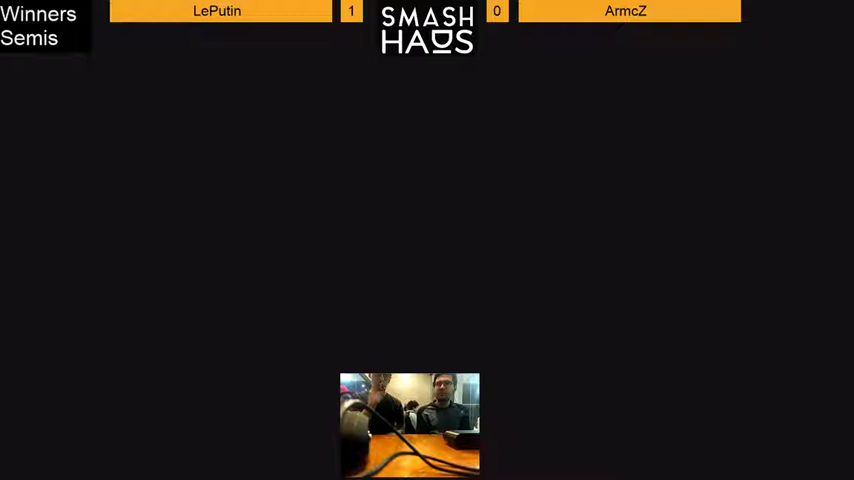 Winners
Semis
LePutin
1
SMASH
HAUS
0
ArmcZ